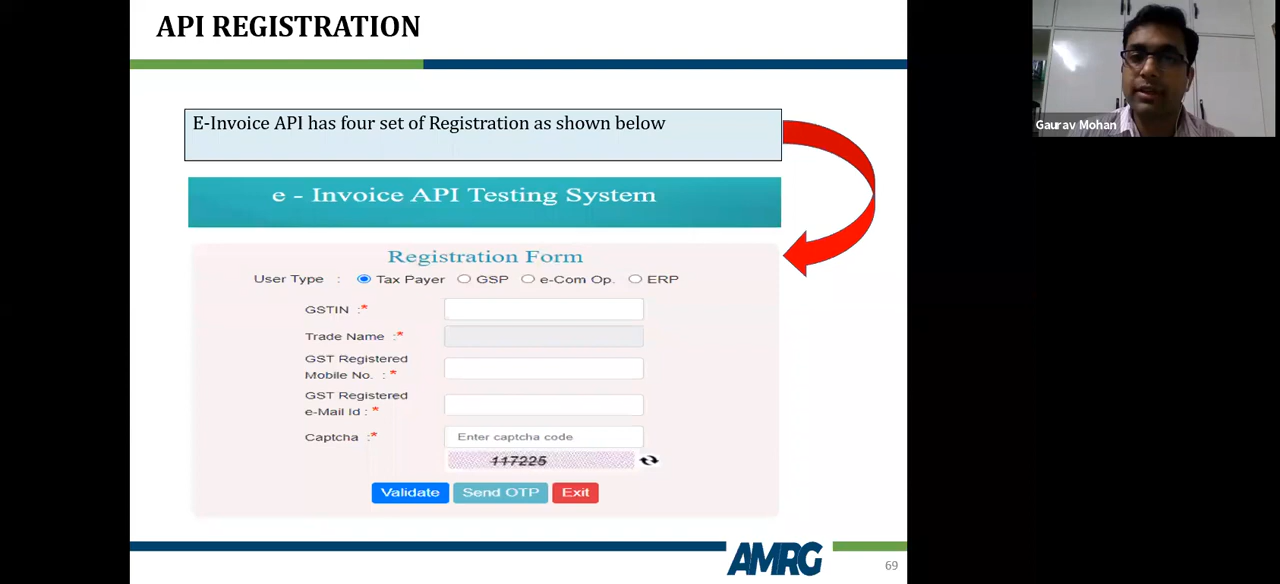 API REGISTRATION
Gaurav Mohan
E-Invoice API has four set of Registration as shown below
e - Invoice API Testing System
Registration Form
User Type : Tax Payer GSP e-Com Op. ERP
GSTIN :*
Trade Name :*
GST Registered
Mobile No. : *
GST Registered
e-Mail Id : *
Captcha :* Enter captcha code
117225
Validate Send OTP Exit
AMRG
69